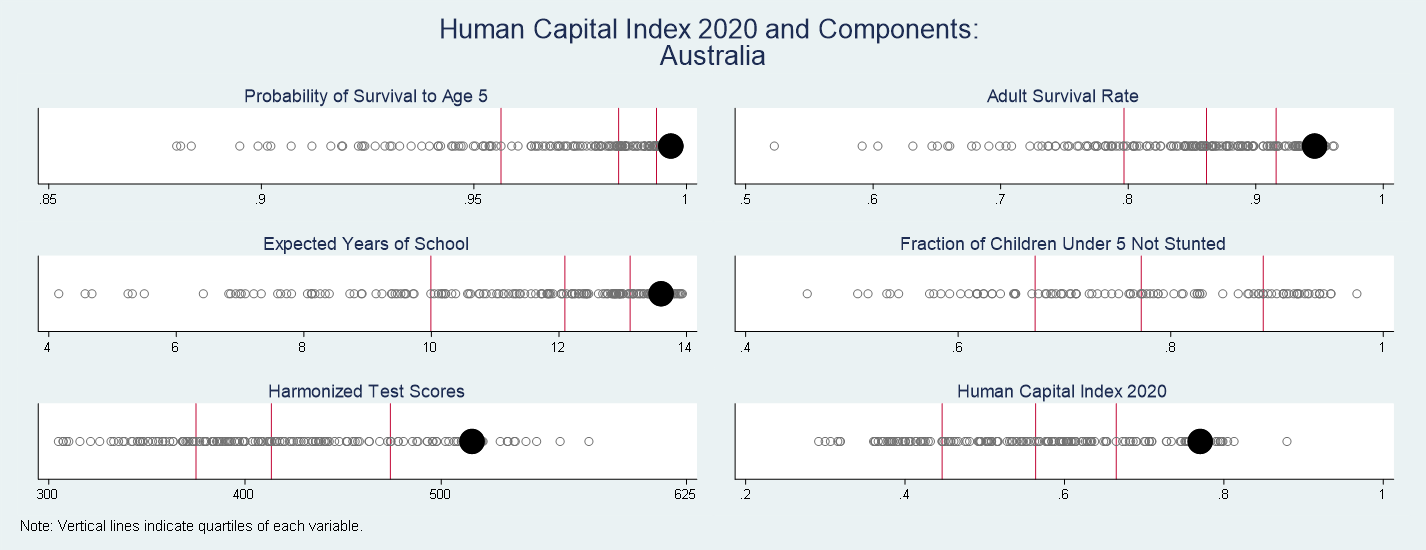 Human Capital Index 2020 and Components:
Australia
Probability of Survival to Age 5
.85 .9 .95 1
Adult Survival Rate
.5 .6 .7 .8 .9 1
Expected Years of School
4 6 8 10 12 14
Fraction of Children Under 5 Not Stunted
.4 .6 .8 1
Harmonized Test Scores
300 400 500 625
Human Capital Index 2020
.2 .4 .6 .8 1
Note: Vertical lines indicate quartiles of each variable.